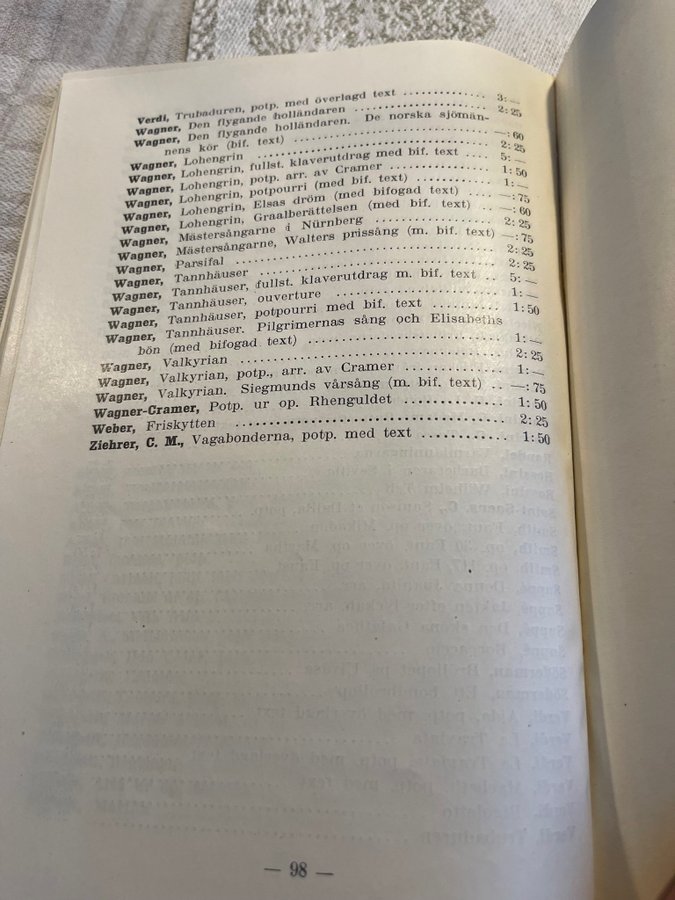 Verdi, Trubaduren, potp. med överlagd text ............... 3: —
Wagner, Den flygande holländaren ................... 2: 25
Wagner, Den flygande holländaren. De norska sjömän-
nens kör (bif. text) ........................... —: 60
Wagner, Lohengrin ............................... 2: 25
Wagner, Lohengrin, fullst. klaverutdrag med bif. text ...... 5: —
Wagner, Lohengrin, potp. arr. av Cramer ............... 1: 50
Wagner, Lohengrin, potpourri (med bif. text) ............ 1: —
Wagner, Lohengrin, Elsas dröm (med bifogad text) ...... —: 75
Wagner, Lohengrin, Graalberättelsen (med bif. text) ...... —: 60
Wagner, Mästersångarne i Nürnberg .................. 2: 25
Wagner, Mästersångarne, Walters prissång (m. bif. text) —: 75
Wagner, Parsifal ................................. 2: 25
Wagner, Tannhäuser .............................. 2: 25
Wagner, Tannhäuser, fullst. klaverutdrag m. bif. text .. 5: —
Wagner, Tannhäuser, ouverture ..................... 1: —
Wagner, Tannhäuser, potpourri med bif. text .......... 1: 50
Wagner, Tannhäuser. Pilgrimernas sång och Elisabeths
bön (med bifogad text) ........................ 1: —
Wagner, Valkyrian ................................ 2: 25
Wagner, Valkyrian, potp., arr. av Cramer ............. 1: —
Wagner, Valkyrian. Siegmunds vårsång (m. bif. text) .. —: 75
Wagner-Cramer, Potp. ur op. Rhenguldet ............. 1: 50
Weber, Friskytten ................................. 2: 25
Ziehrer, C. M., Vagabonderna, potp. med text ........... 1: 50
— 98 —